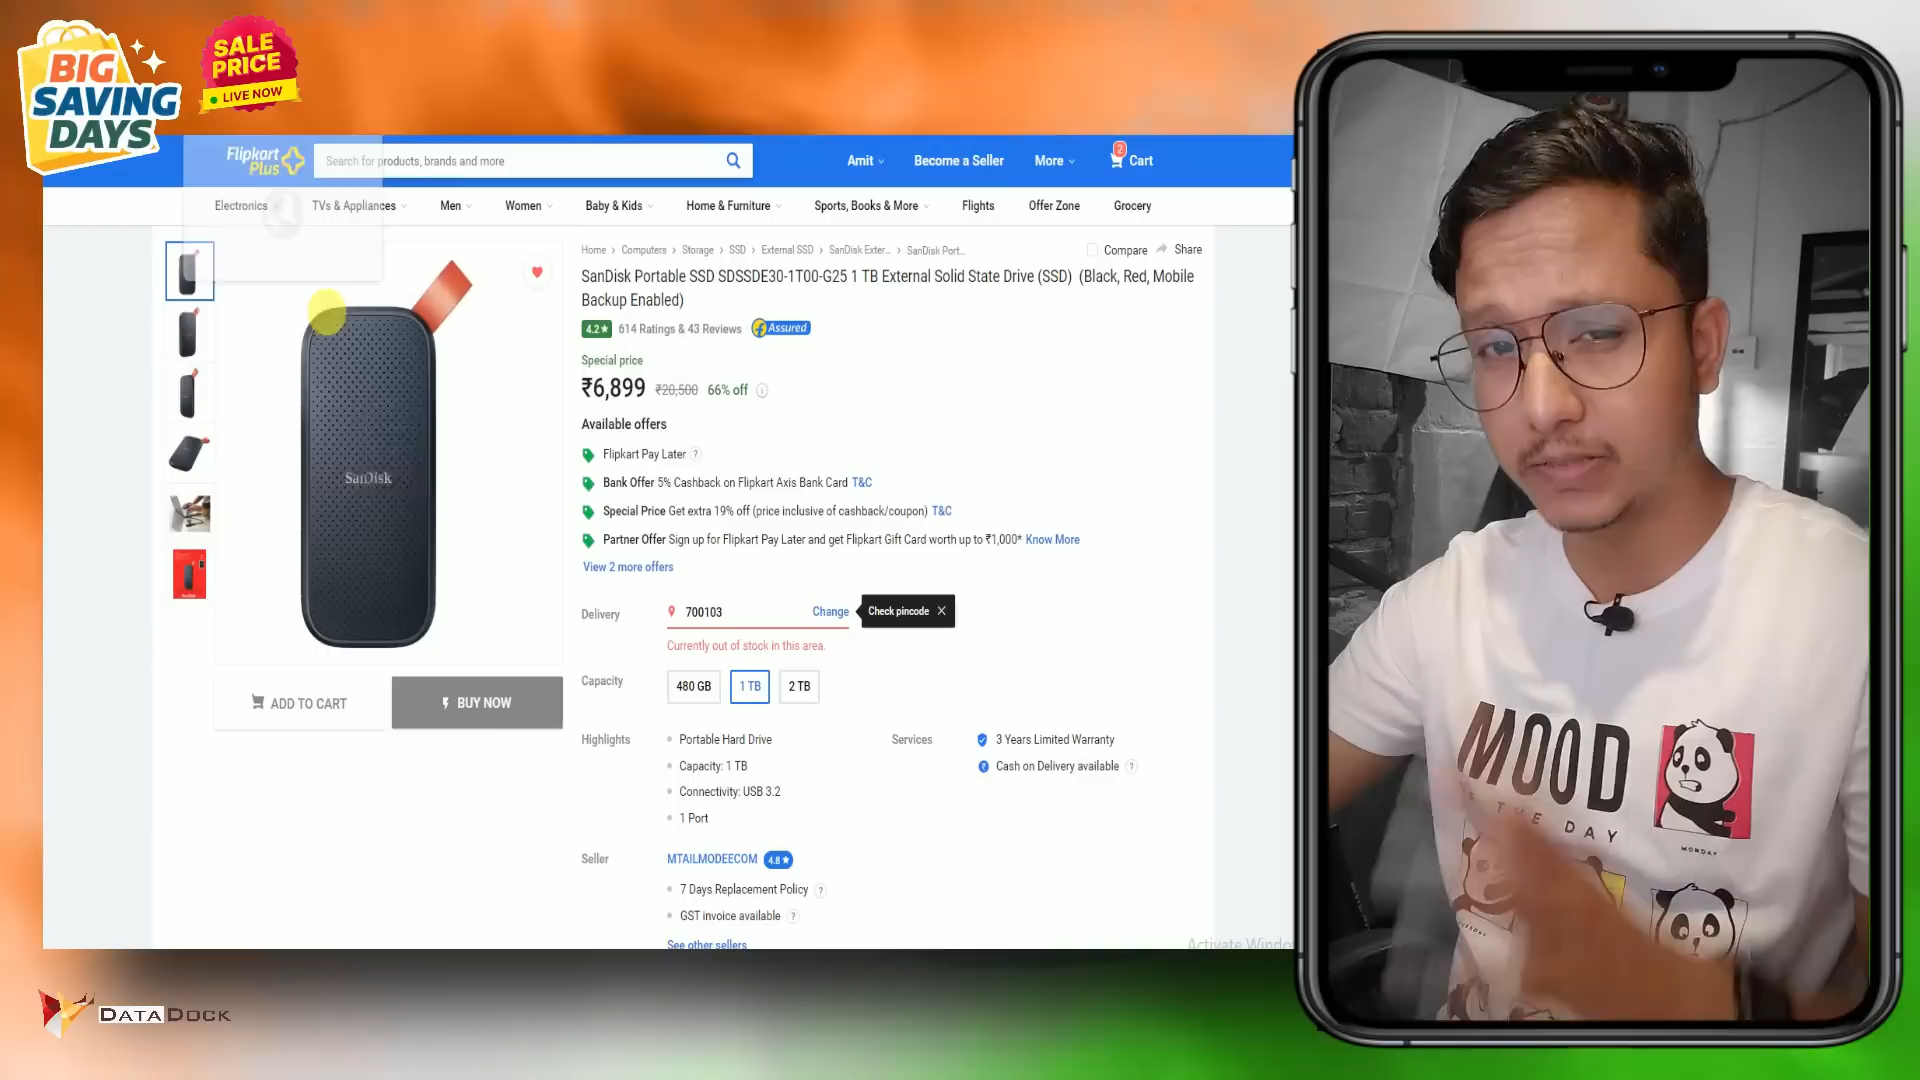 BIG
SAVING
DAYS
SALE
PRICE
LIVE NOW
Flipkart
Plus
Search for products, brands and more
Amit
Become a Seller
More
2
Cart
Electronics
TVs & Appliances
Men
Women
Baby & Kids
Home & Furniture
Sports, Books & More
Flights
Offer Zone
Grocery
Home > Computers > Storage > SSD > External SSD > SanDisk Exter... > SanDisk Port...
Compare
Share
SanDisk Portable SSD SDSSDE30-1T00-G25 1 TB External Solid State Drive (SSD) (Black, Red, Mobile
Backup Enabled)
4.2★ 614 Ratings & 43 Reviews
Assured
Special price
₹6,899 ₹20,500 66% off
Available offers
Flipkart Pay Later ?
Bank Offer 5% Cashback on Flipkart Axis Bank Card T&C
Special Price Get extra 19% off (price inclusive of cashback/coupon) T&C
Partner Offer Sign up for Flipkart Pay Later and get Flipkart Gift Card worth up to ₹1,000* Know More
View 2 more offers
Delivery
700103
Change
Check pincode X
Currently out of stock in this area.
Capacity
480 GB
1 TB
2 TB
SanDisk
ADD TO CART
BUY NOW
Highlights
Portable Hard Drive
Capacity: 1 TB
Connectivity: USB 3.2
1 Port
Services
3 Years Limited Warranty
Cash on Delivery available ?
Seller
MTAILMODEECOM 4.8★
7 Days Replacement Policy ?
GST invoice available ?
See other sellers
Activate Windo
DATADOCK
MOOD
THE DAY
MONDAY
TUESDAY